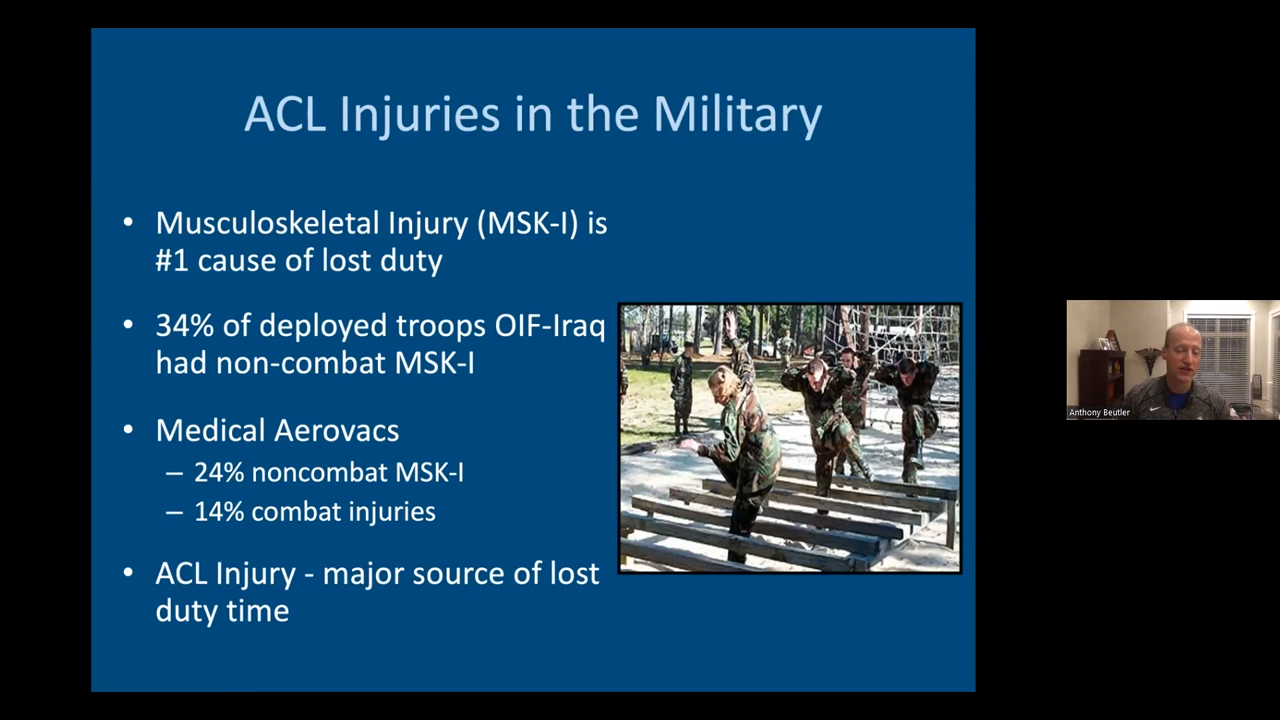 ACL Injuries in the Military
• Musculoskeletal Injury (MSK-I) is
#1 cause of lost duty
• 34% of deployed troops OIF-Iraq
had non-combat MSK-I
• Medical Aerovacs
– 24% noncombat MSK-I
– 14% combat injuries
• ACL Injury - major source of lost
duty time
Anthony Beutler